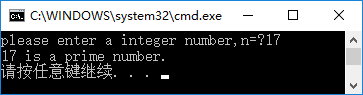 C:\WINDOWS\system32\cmd.exe
please enter a integer number,n=?17
17 is a prime number.
请按任意键继续. . .